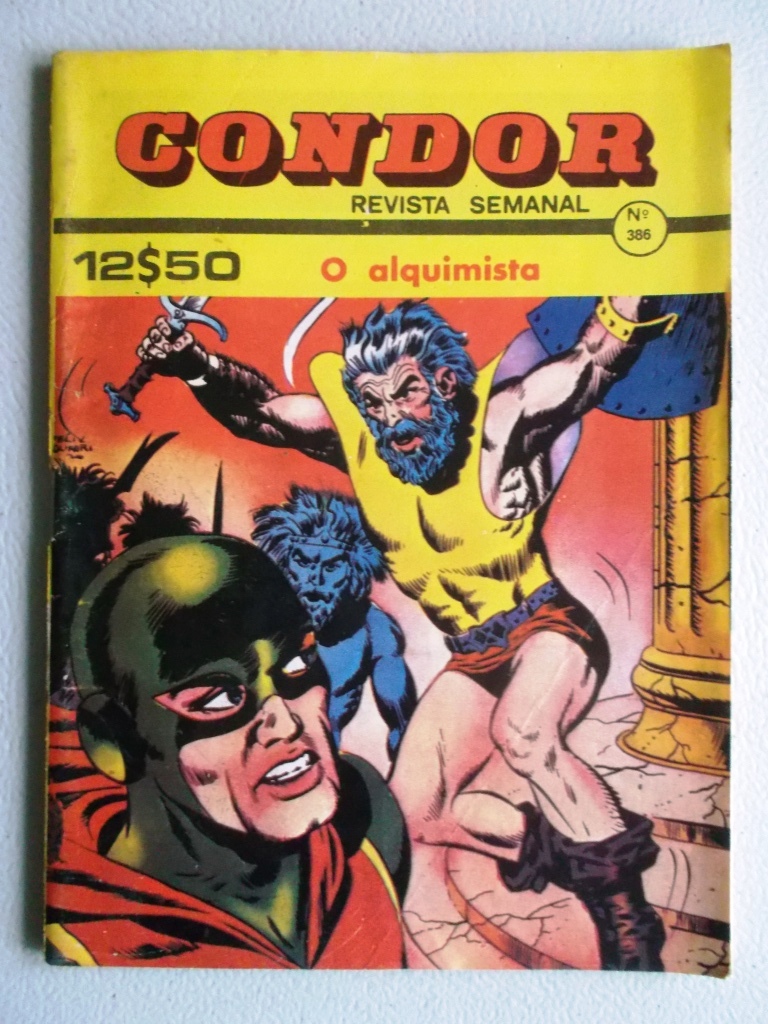 CONDOR
REVISTA SEMANAL
Nº
386
12$50
O alquimista